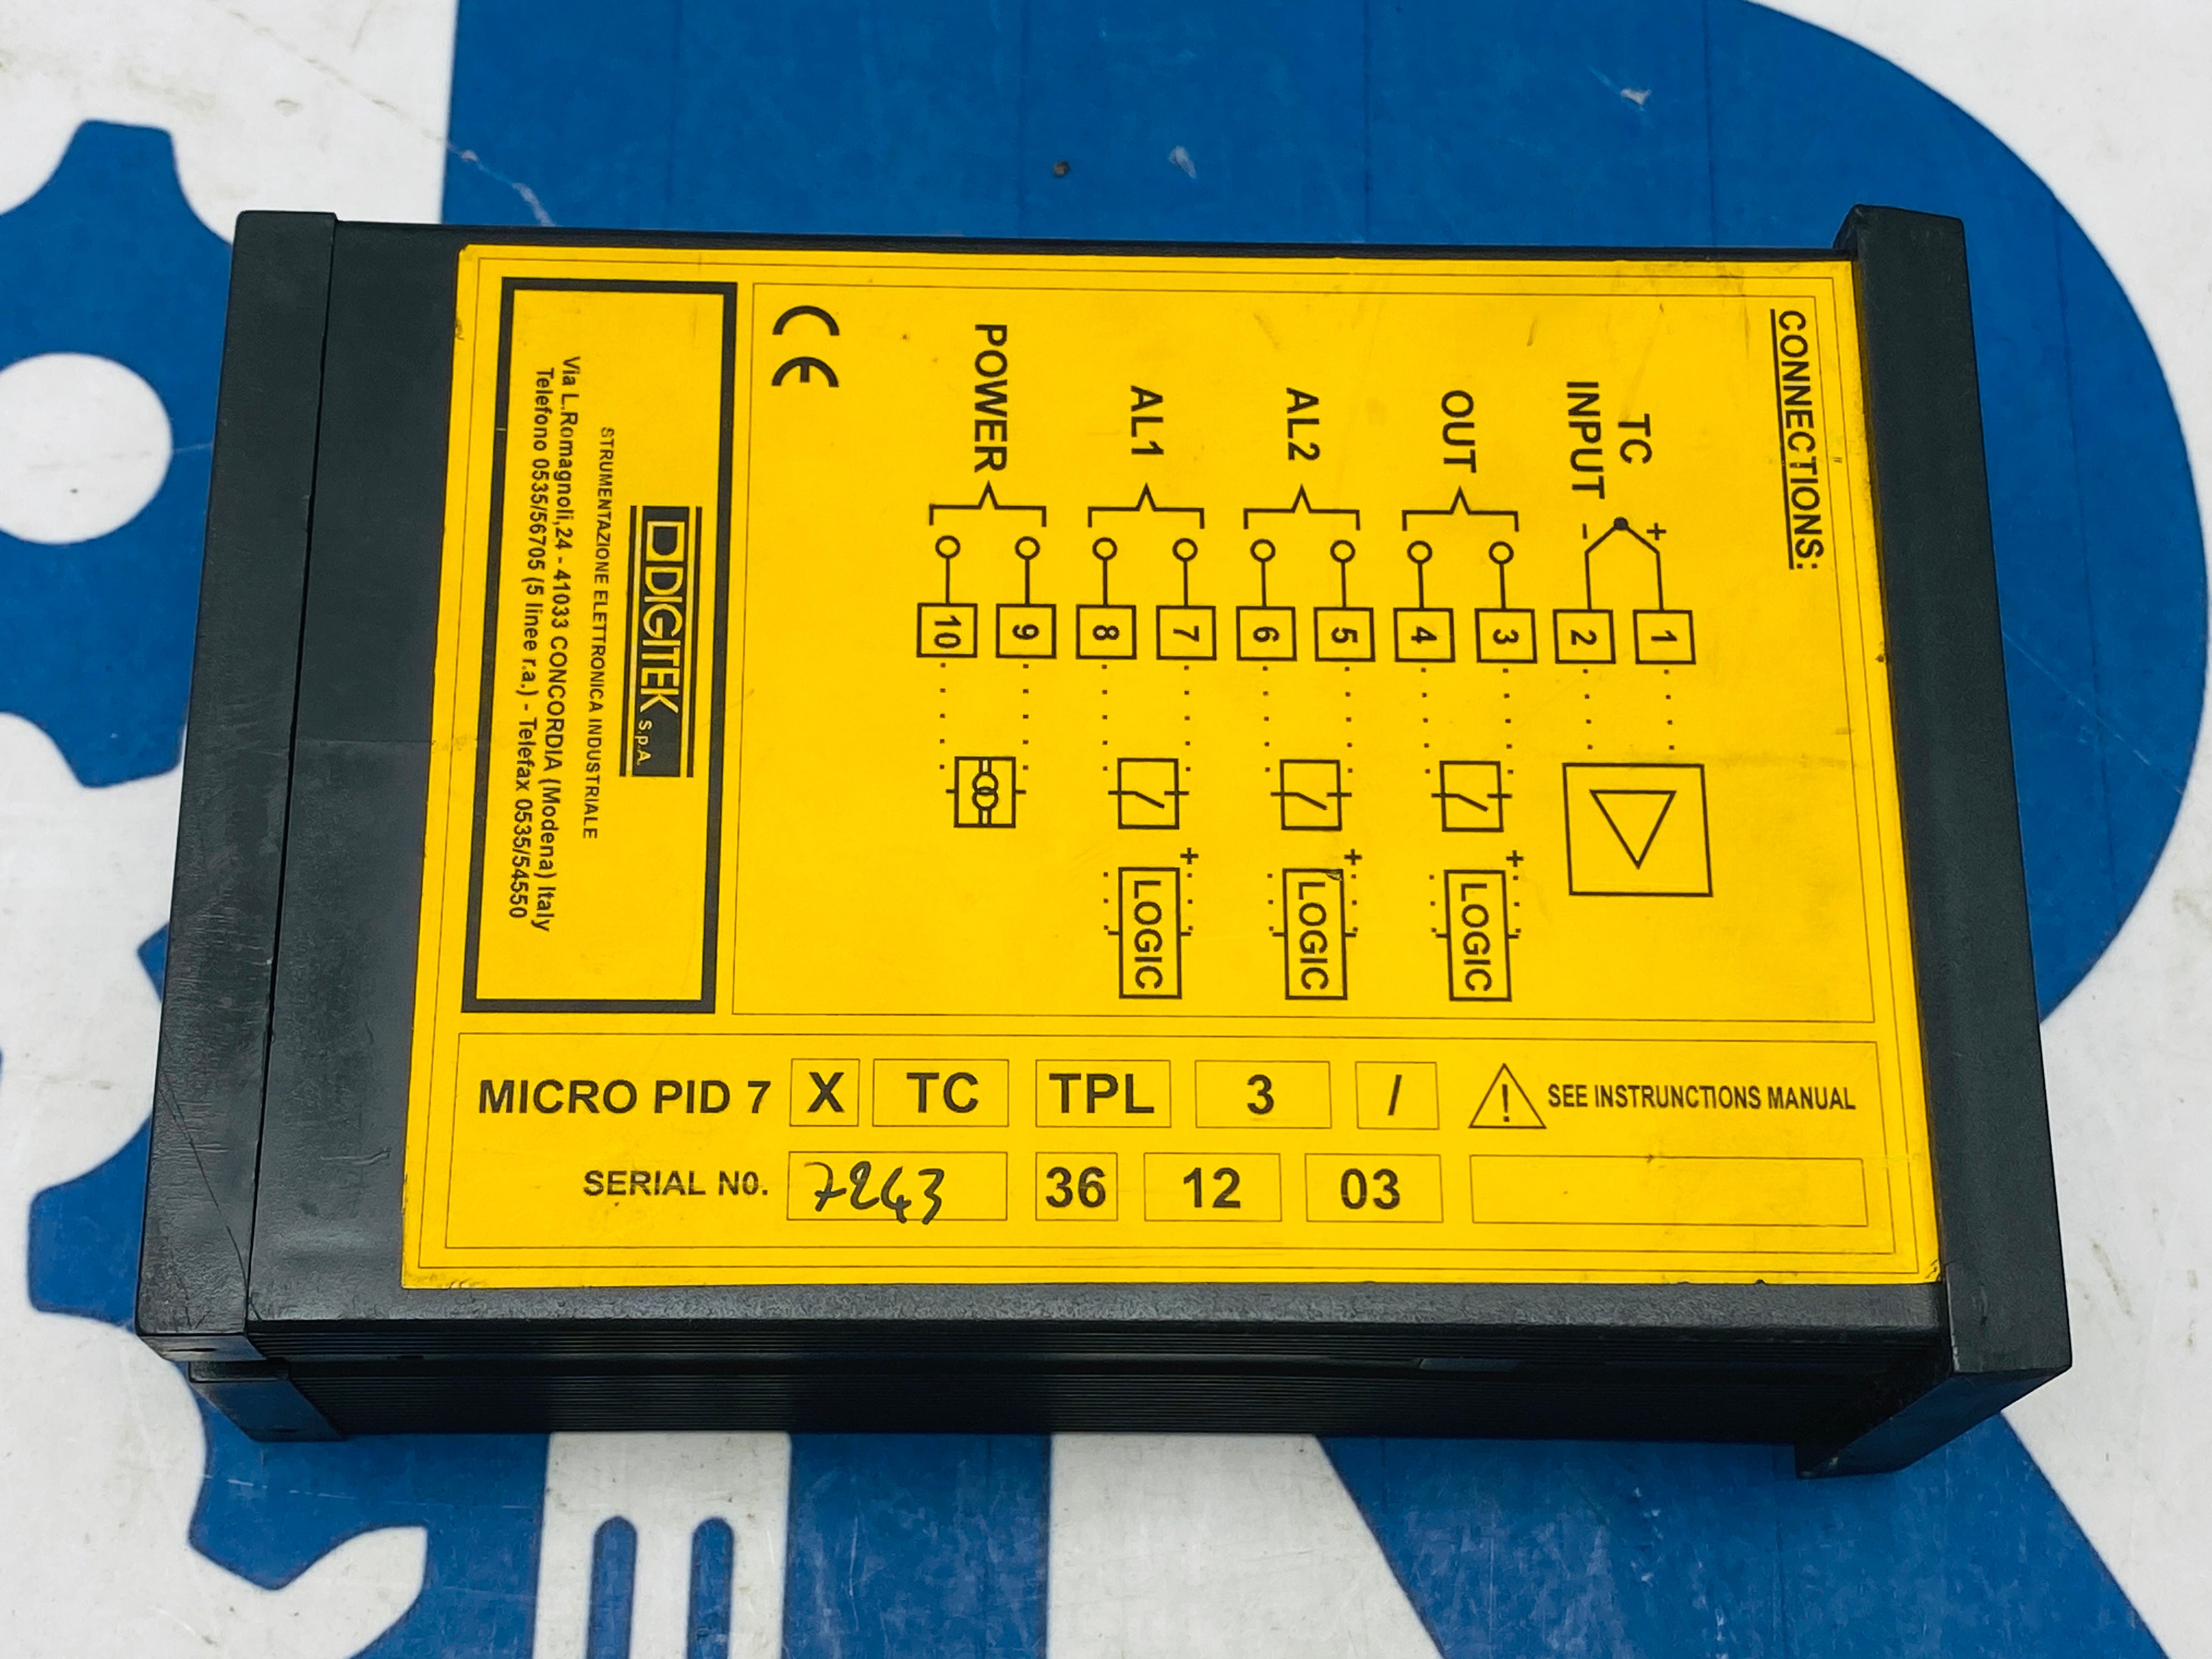 CONNECTIONS:
TC
INPUT
+
-
1
2
OUT
3
4
+
LOGIC
AL2
5
6
+
LOGIC
AL1
7
8
+
LOGIC
POWER
9
10
CE
DIGITEK S.p.A.
STRUMENTAZIONE ELETTRONICA INDUSTRIALE
Via L.Romagnoli,24 - 41033 CONCORDIA (Modena) Italy
Telefono 0535/56705 (5 linee r.a.) - Telefax 0535/54550
MICRO PID 7 X TC TPL 3 / ! SEE INSTRUNCTIONS MANUAL
SERIAL N0. 7243 36 12 03